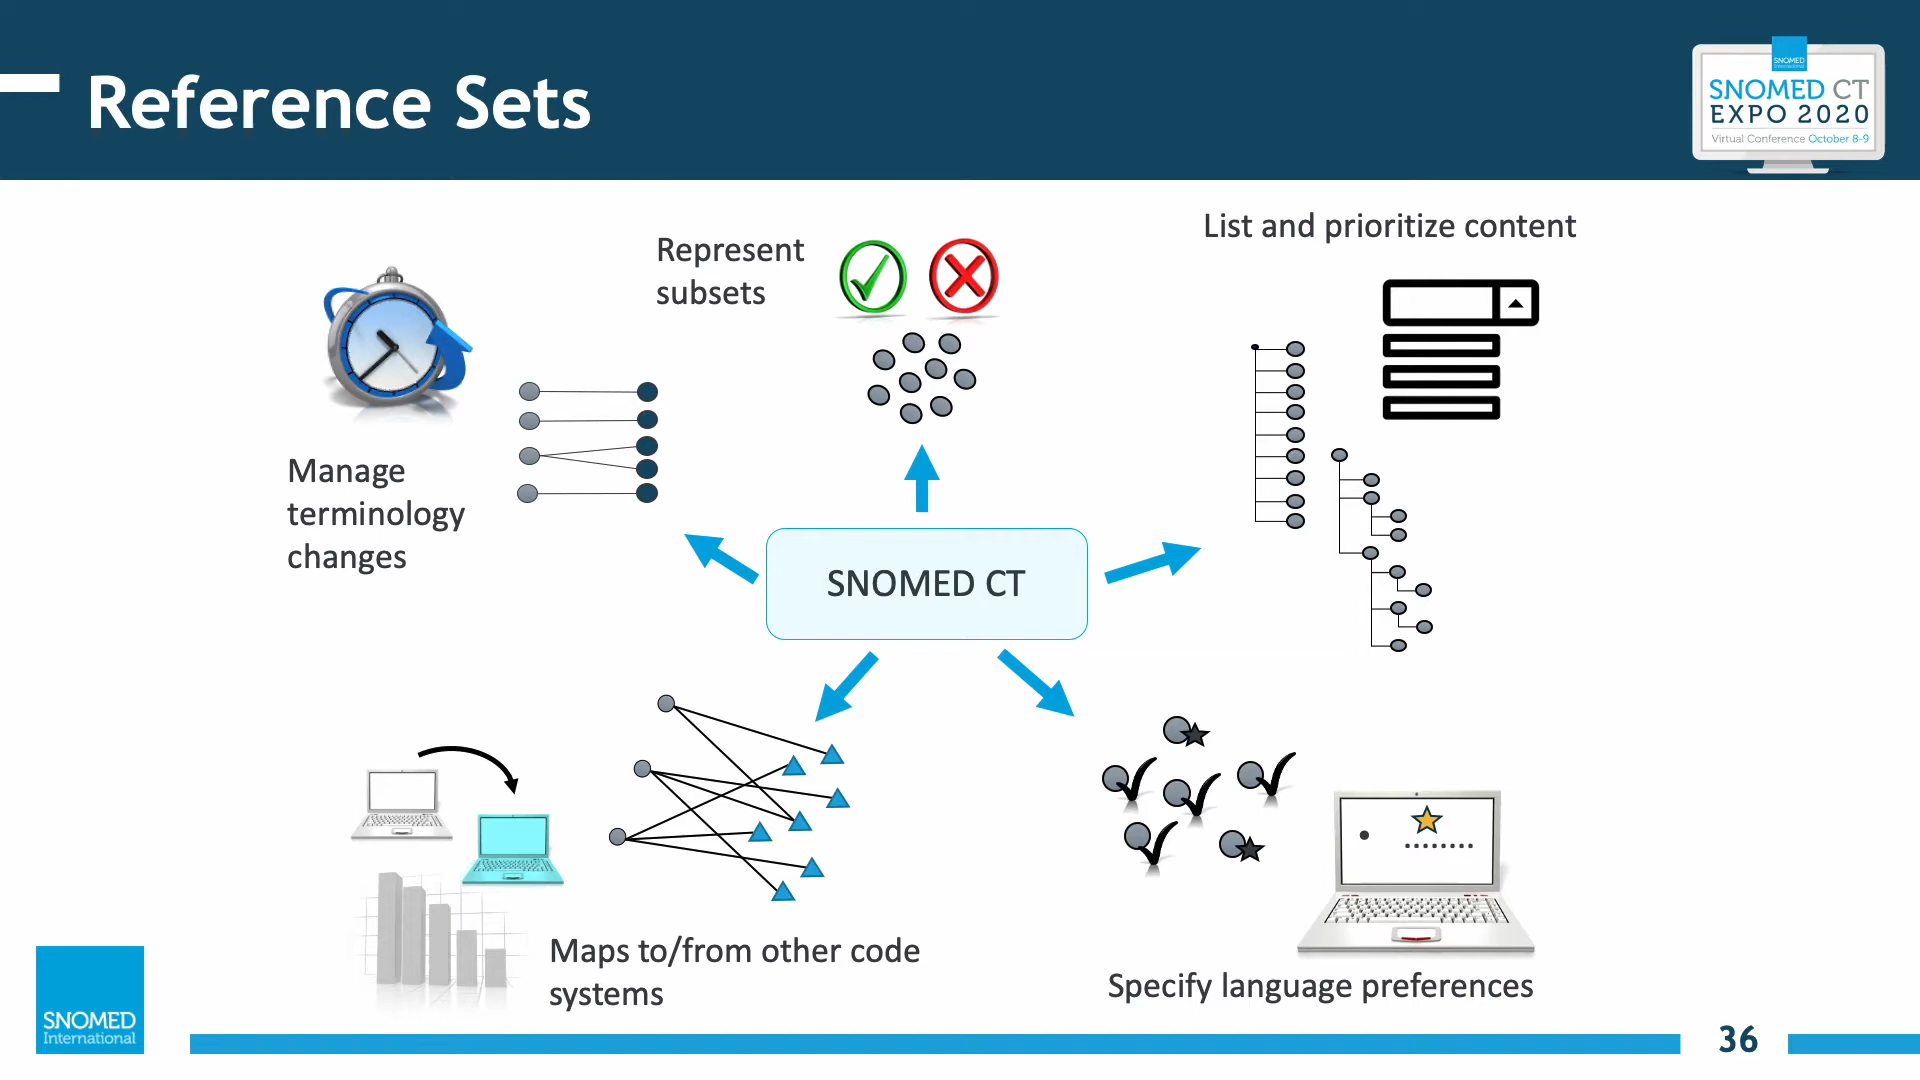 Reference Sets
SNOMED
International
SNOMED CT
EXPO 2020
Virtual Conference October 8-9
List and prioritize content
Represent
subsets
Manage
terminology
changes
SNOMED CT
Maps to/from other code
systems
Specify language preferences
SNOMED
International
36